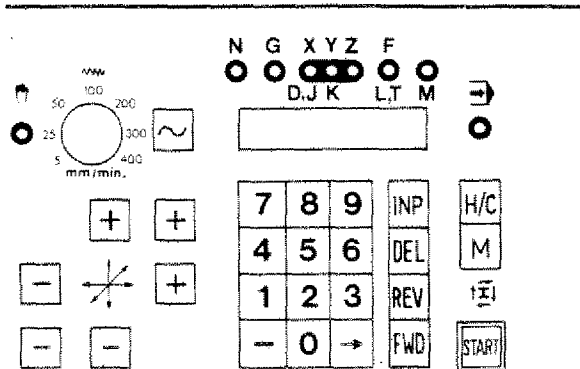 N G X Y Z F
D,J K L,T M
50 100 200
25 300
5 400
mm/min.
+ +
- +
- -
7 8 9 INP H/C
4 5 6 DEL M
1 2 3 REV
- 0 → FWD START